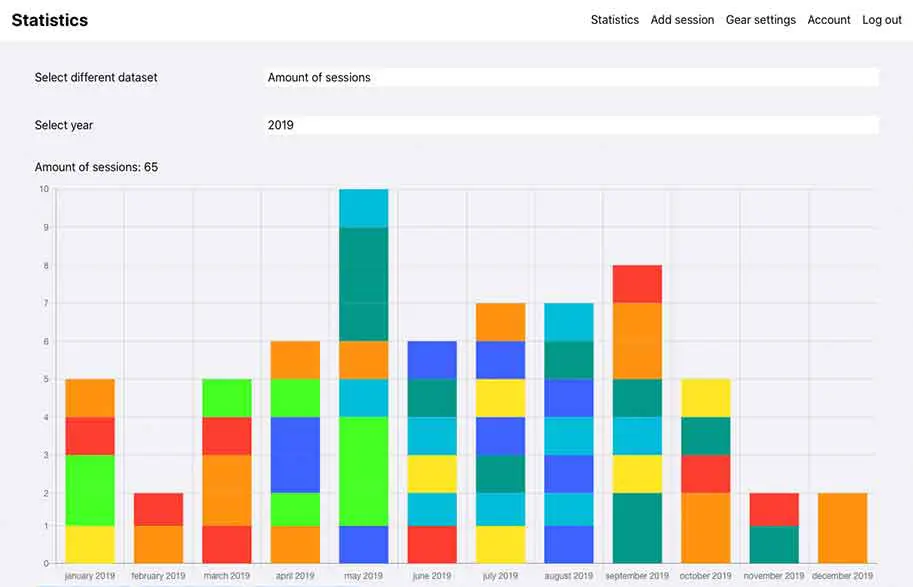 Statistics Statistics Add session Gear settings Account Log out
Select different dataset Amount of sessions
Select year 2019
Amount of sessions: 65
10
9
8
7
6
5
4
3
2
1
0
january 2019 february 2019 march 2019 april 2019 may 2019 june 2019 july 2019 august 2019 september 2019 october 2019 november 2019 december 2019